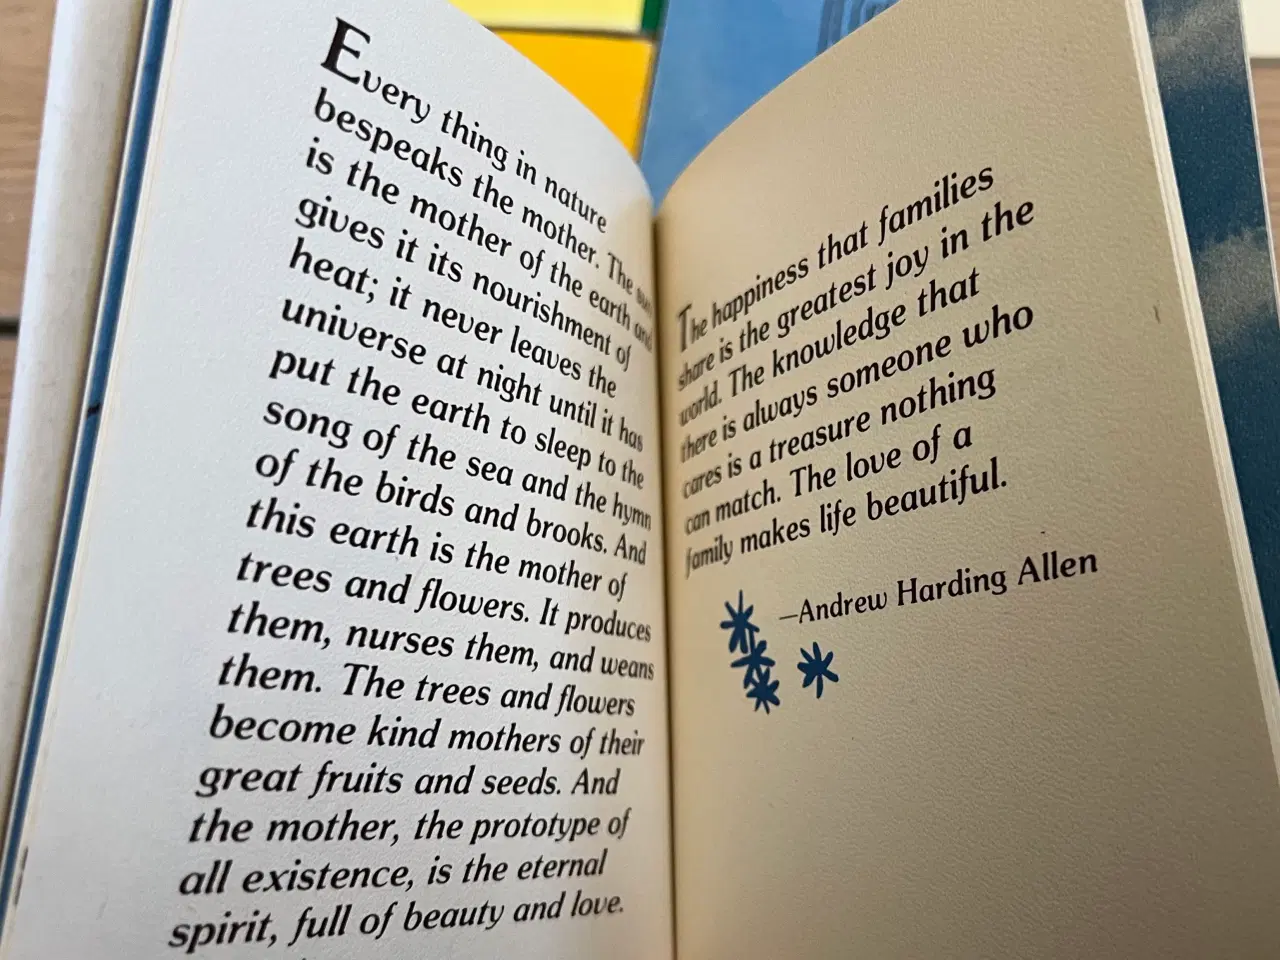 Every thing in nature
bespeaks the mother. The sun
is the mother of the earth and
gives it its nourishment of
heat; it never leaves the
universe at night until it has
put the earth to sleep to the
song of the sea and the hymn
of the birds and brooks. And
this earth is the mother of
trees and flowers. It produces
them, nurses them, and weans
them. The trees and flowers
become kind mothers of their
great fruits and seeds. And
the mother, the prototype of
all existence, is the eternal
spirit, full of beauty and love.
The happiness that families
share is the greatest joy in the
world. The knowledge that
there is always someone who
cares is a treasure nothing
can match. The love of a
family makes life beautiful.
—Andrew Harding Allen